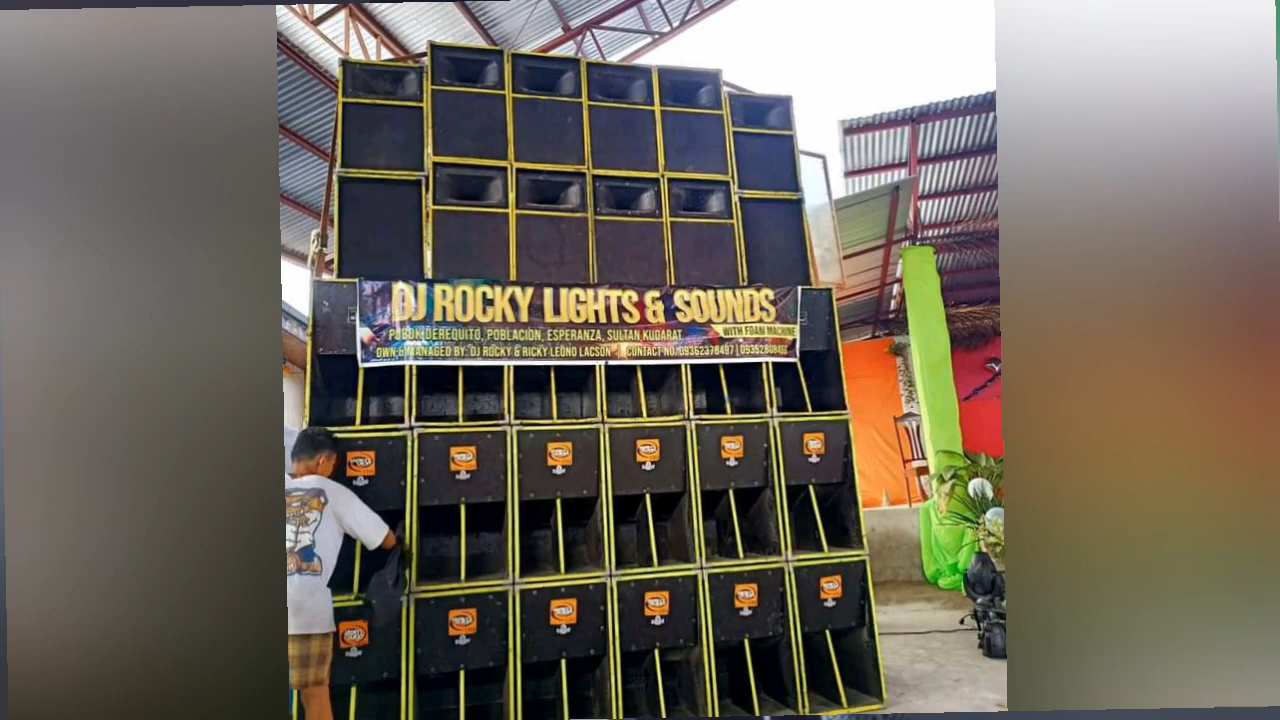 DJ ROCKY LIGHTS & SOUNDS
PUROK DEREQUITO, POBLACION, ESPERANZA, SULTAN KUDARAT
WITH FOAM MACHINE
OWN & MANAGED BY: DJ ROCKY & RICKY LEONO LACSON | CONTACT NO. 09362378497 |